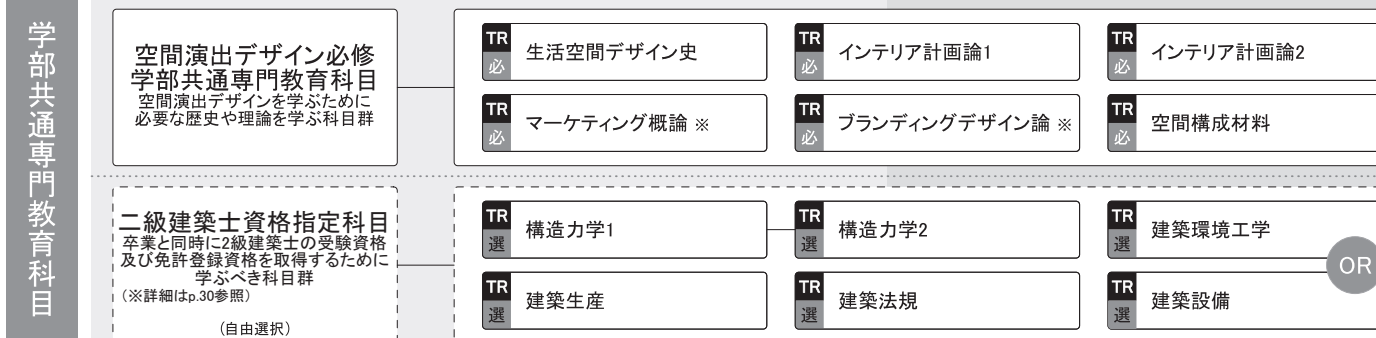 学部共通専門教育科目
空間演出デザイン必修
学部共通専門教育科目
空間演出デザインを学ぶために
必要な歴史や理論を学ぶ科目群
TR
必
生活空間デザイン史
TR
必
インテリア計画論1
TR
必
インテリア計画論2
TR
必
マーケティング概論 ※
TR
必
ブランディングデザイン論 ※
TR
必
空間構成材料
二級建築士資格指定科目
卒業と同時に2級建築士の受験資格
及び免許登録資格を取得するために
学ぶべき科目群
(※詳細はp.30参照)
(自由選択)
TR
選
構造力学1
TR
選
構造力学2
TR
選
建築環境工学
OR
TR
選
建築生産
TR
選
建築法規
TR
選
建築設備